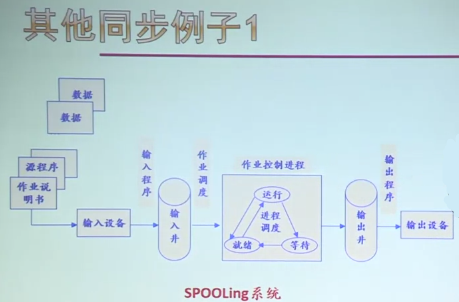 其他同步例子1
数据
数据
源程序
作业说
明书
输入设备
输入程序
输入井
作业调度
作业控制进程
运行
进程
调度
就绪
等待
输出井
输出程序
输出设备
SPOOLing系统